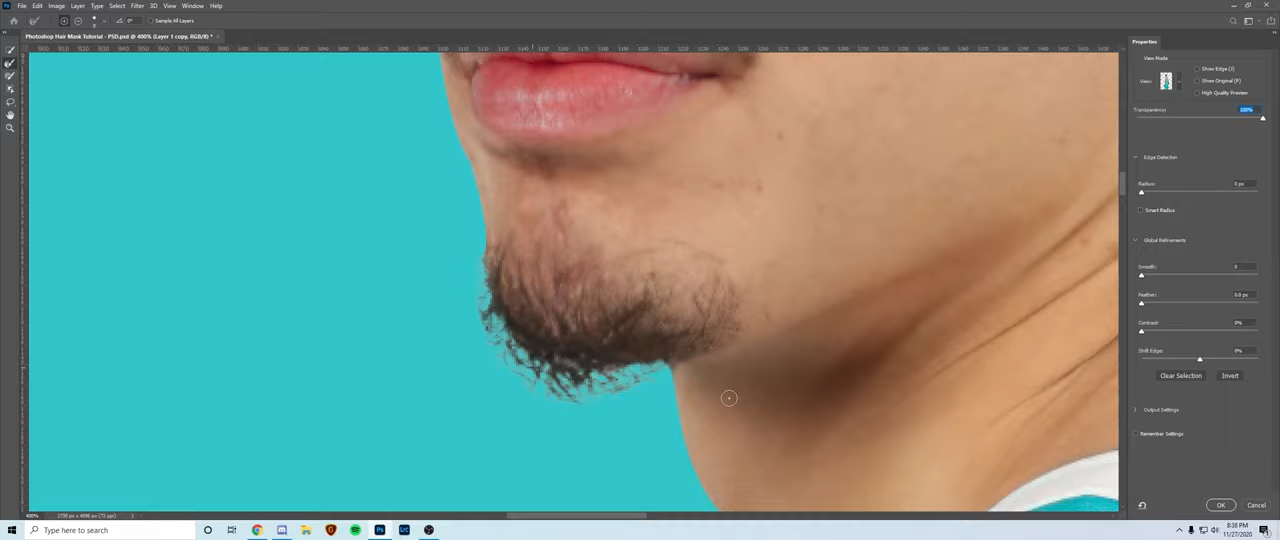 File Edit Image Layer Type Select Filter 3D View Window Help
0° Sample All Layers
Photoshop Hair Mask Tutorial - PSD.psd @ 400% (Layer 1 copy, RGB/8) *
Properties
View Mode
View:
Show Edge (J)
Show Original (P)
High Quality Preview
Transparency: 100%
Edge Detection
Radius: 0 px
Smart Radius
Global Refinements
Smooth: 0
Feather: 0.0 px
Contrast: 0%
Shift Edge: 0%
Clear Selection Invert
Output Settings
Remember Settings
OK Cancel
400%
Type here to search
8:38 PM
11/27/2020